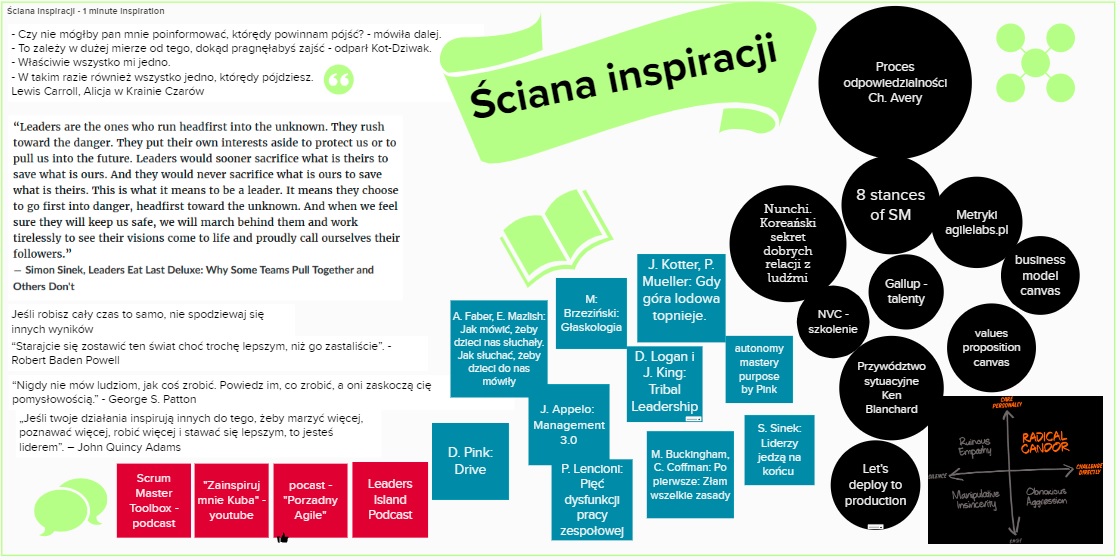 Ściana inspiracji - 1 minute inspiration
- Czy nie mógłby pan mnie poinformować, którędy powinnam pójść? - mówiła dalej.
- To zależy w dużej mierze od tego, dokąd pragnęłabyś zajść - odparł Kot-Dziwak.
- Właściwie wszystko mi jedno.
- W takim razie również wszystko jedno, którędy pójdziesz.
Lewis Carroll, Alicja w Krainie Czarów
“Leaders are the ones who run headfirst into the unknown. They rush
toward the danger. They put their own interests aside to protect us or to
pull us into the future. Leaders would sooner sacrifice what is theirs to
save what is ours. And they would never sacrifice what is ours to save
what is theirs. This is what it means to be a leader. It means they choose
to go first into danger, headfirst toward the unknown. And when we feel
sure they will keep us safe, we will march behind them and work
tirelessly to see their visions come to life and proudly call ourselves their
followers.”
― Simon Sinek, Leaders Eat Last Deluxe: Why Some Teams Pull Together and
Others Don't
Jeśli robisz cały czas to samo, nie spodziewaj się
innych wyników
“Starajcie się zostawić ten świat choć trochę lepszym, niż go zastaliście”. -
Robert Baden Powell
“Nigdy nie mów ludziom, jak coś zrobić. Powiedz im, co zrobić, a oni zaskoczą cię
pomysłowością.” - George S. Patton
„Jeśli twoje działania inspirują innych do tego, żeby marzyć więcej,
poznawać więcej, robić więcej i stawać się lepszym, to jesteś
liderem”. – John Quincy Adams
Scrum
Master
Toolbox -
podcast
"Zainspiruj
mnie Kuba" -
youtube
pocast -
"Porzadny
Agile"
Leaders
Island
Podcast
Ściana inspiracji
A. Faber, E. Mazlish:
Jak mówić, żeby
dzieci nas słuchały.
Jak słuchać, żeby
dzieci do nas
mówiły
M:
Brzeziński:
Głaskologia
J. Kotter, P.
Mueller: Gdy
góra lodowa
topnieje.
D. Logan i
J. King:
Tribal
Leadership
autonomy
mastery
purpose
by Pink
J. Appelo:
Management
3.0
D. Pink:
Drive
P. Lencioni:
Pięć
dysfunkcji
pracy
zespołowej
M. Buckingham,
C. Coffman: Po
pierwsze: Złam
wszelkie zasady
S. Sinek:
Liderzy
jedzą na
końcu
Proces
odpowiedzialności
Ch. Avery
8 stances
of SM
Nunchi.
Koreański
sekret
dobrych
relacji z
ludźmi
Metryki
agilelabs.pl
business
model
canvas
Gallup -
talenty
NVC -
szkolenie
values
proposition
canvas
Przywództwo
sytuacyjne
Ken
Blanchard
Let's
deploy to
production
CARE
PERSONALLY
Ruinous
Empathy
RADICAL
CANDOR
CHALLENGE
DIRECTLY
Manipulative
Insincerity
Obnoxious
Aggression